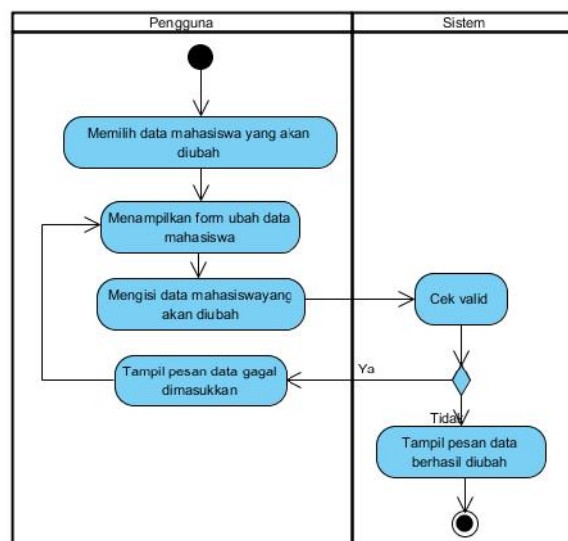 Pengguna
Sistem
Memilih data mahasiswa yang akan
diubah
Menampilkan form ubah data
mahasiswa
Mengisi data mahasiswayang
akan diubah
Cek valid
Tampil pesan data gagal
dimasukkan
Ya
Tidak
Tampil pesan data
berhasil diubah